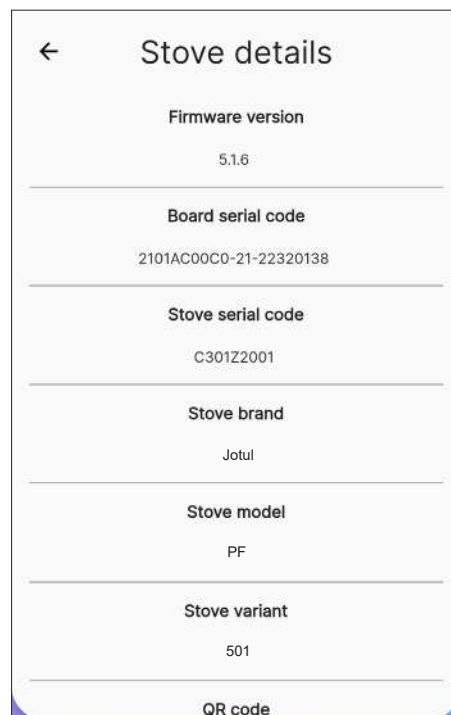 Stove details
Firmware version
5.1.6
Board serial code
2101AC00C0-21-22320138
Stove serial code
C301Z2001
Stove brand
Jotul
Stove model
PF
Stove variant
501
QR code